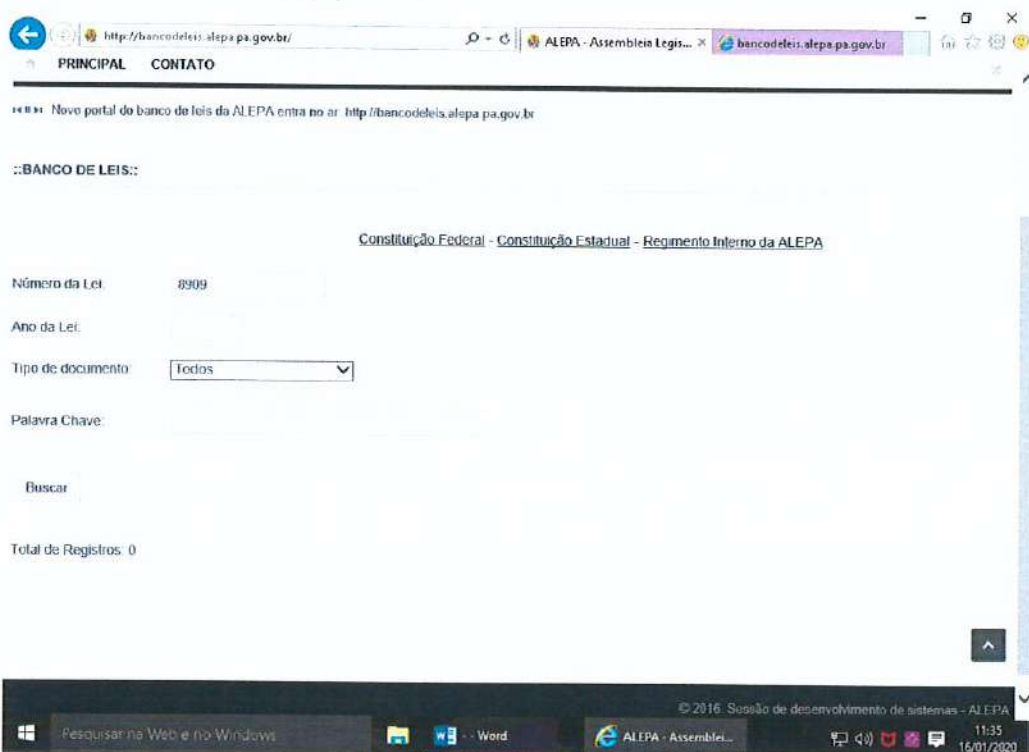 http://bancodeleis.alepa.pa.gov.br/
ALEPA - Assembleia Legis...
bancodeleis.alepa.pa.gov.br
PRINCIPAL CONTATO
Novo portal do banco de leis da ALEPA entra no ar http://bancodeleis.alepa.pa.gov.br
::BANCO DE LEIS::
Constituição Federal - Constituição Estadual - Regimento Interno da ALEPA
Número da Lei: 8909
Ano da Lei:
Tipo de documento: Todos
Palavra Chave:
Buscar
Total de Registros: 0
© 2016. Sessão de desenvolvimento de sistemas - ALEPA
Pesquisar na Web e no Windows
- - Word
ALEPA - Assemblei...
11:35
16/01/2020